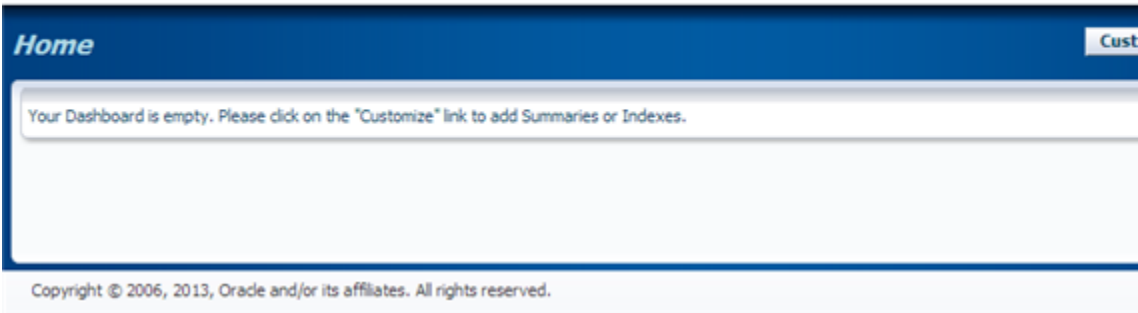 Home
Cust
Your Dashboard is empty. Please click on the "Customize" link to add Summaries or Indexes.
Copyright © 2006, 2013, Oracle and/or its affiliates. All rights reserved.